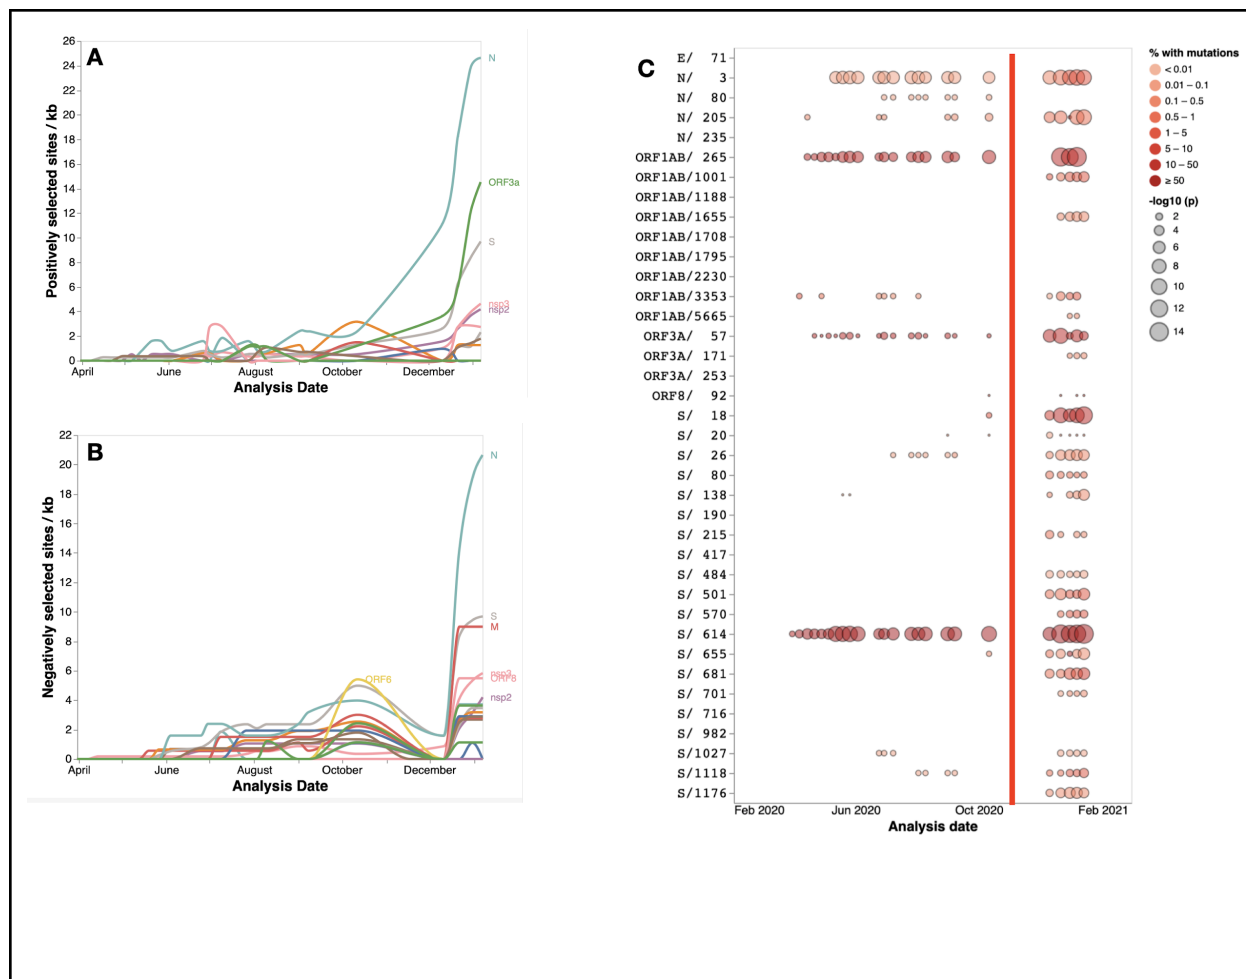 A
Positively selected sites / kb
26
24
22
20
18
16
14
12
10
8
6
4
2
0
N
ORF3a
S
nsp3
nsp2
April
June
August
October
December
Analysis Date
B
Negatively selected sites / kb
22
20
18
16
14
12
10
8
6
4
2
0
N
S
M
ORF6
nsp3
ORF8
nsp2
April
June
August
October
December
Analysis Date
C
E/ 71
N/ 3
N/ 80
N/ 205
N/ 235
ORF1AB/ 265
ORF1AB/1001
ORF1AB/1188
ORF1AB/1655
ORF1AB/1708
ORF1AB/1795
ORF1AB/2230
ORF1AB/3353
ORF1AB/5665
ORF3A/ 57
ORF3A/ 171
ORF3A/ 253
ORF8/ 92
S/ 18
S/ 20
S/ 26
S/ 80
S/ 138
S/ 190
S/ 215
S/ 417
S/ 484
S/ 501
S/ 570
S/ 614
S/ 655
S/ 681
S/ 701
S/ 716
S/ 982
S/1027
S/1118
S/1176
Feb 2020
Jun 2020
Oct 2020
Feb 2021
Analysis date
% with mutations
< 0.01
0.01 – 0.1
0.1 – 0.5
0.5 – 1
1 – 5
5 – 10
10 – 50
≥ 50
-log10 (p)
2
4
6
8
10
12
14